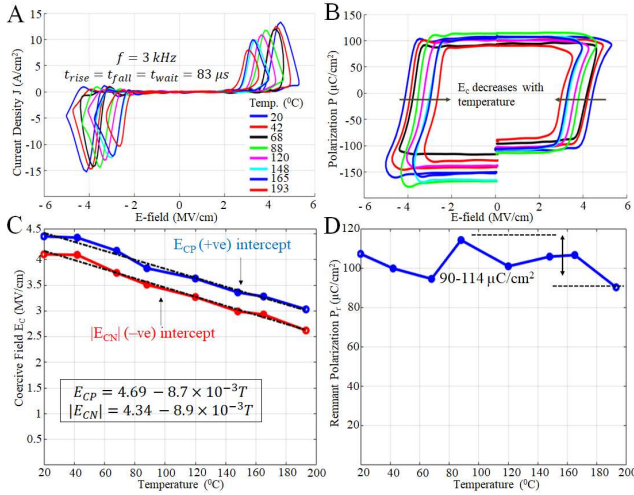 A
15
10
5
0
-5
-10
-15
Current Density J (A/cm²)
f = 3 kHz
t_rise = t_fall = t_wait = 83 μs
Temp. (⁰C)
20
42
68
88
120
148
165
193
-6 -4 -2 0 2 4 6
E-field (MV/cm)
B
150
100
50
0
-50
-100
-150
Polarization P (μC/cm²)
E_c decreases with
temperature
-6 -4 -2 0 2 4 6
E-field (MV/cm)
C
4.5
4
3.5
3
2.5
2
1.5
1
0.5
Coercive Field E_C (MV/cm)
E_CP (+ve) intercept
|E_CN| (–ve) intercept
E_CP = 4.69 − 8.7 × 10⁻³T
|E_CN| = 4.34 − 8.9 × 10⁻³T
20 40 60 80 100 120 140 160 180 200
Temperature (⁰C)
D
120
100
80
60
40
20
0
Remnant Polarization P_r (μC/cm²)
90-114 μC/cm²
20 40 60 80 100 120 140 160 180 200
Temperature (⁰C)